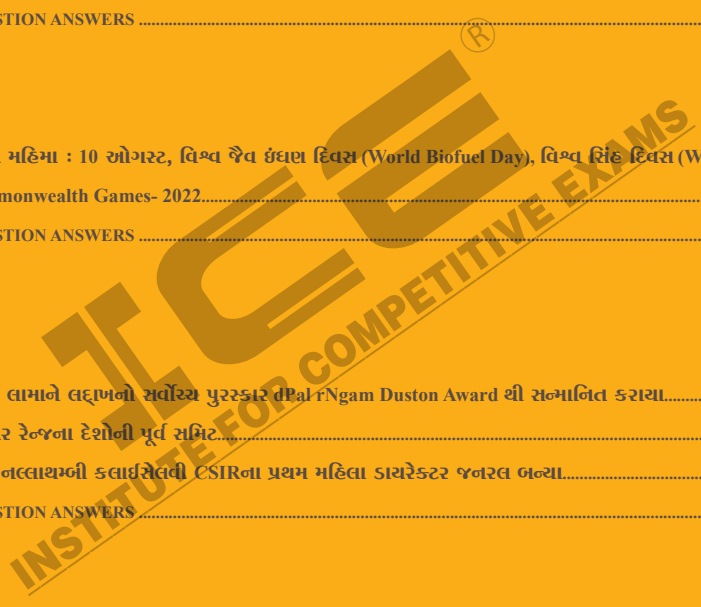 STION ANSWERS ................................................................
®
મહિમા : 10 ઓગસ્ટ, વિશ્વ જૈવ ઇંધણ દિવસ (World Biofuel Day), વિશ્વ સિંહ દિવસ (W
monwealth Games- 2022................................................................
STION ANSWERS ................................................................
લામાને લદ્દાખનો સર્વોચ્ચ પુરસ્કાર dPal rNgam Duston Award થી સન્માનિત કરાયા.........
ર રેન્જના દેશોની પૂર્વ સમિટ................................................................
નલ્લાથમ્બી કલાઈસેલવી CSIRના પ્રથમ મહિલા ડાયરેક્ટર જનરલ બન્યા................................
STION ANSWERS ................................................................
ICE
INSTITUTE FOR COMPETITIVE EXAMS